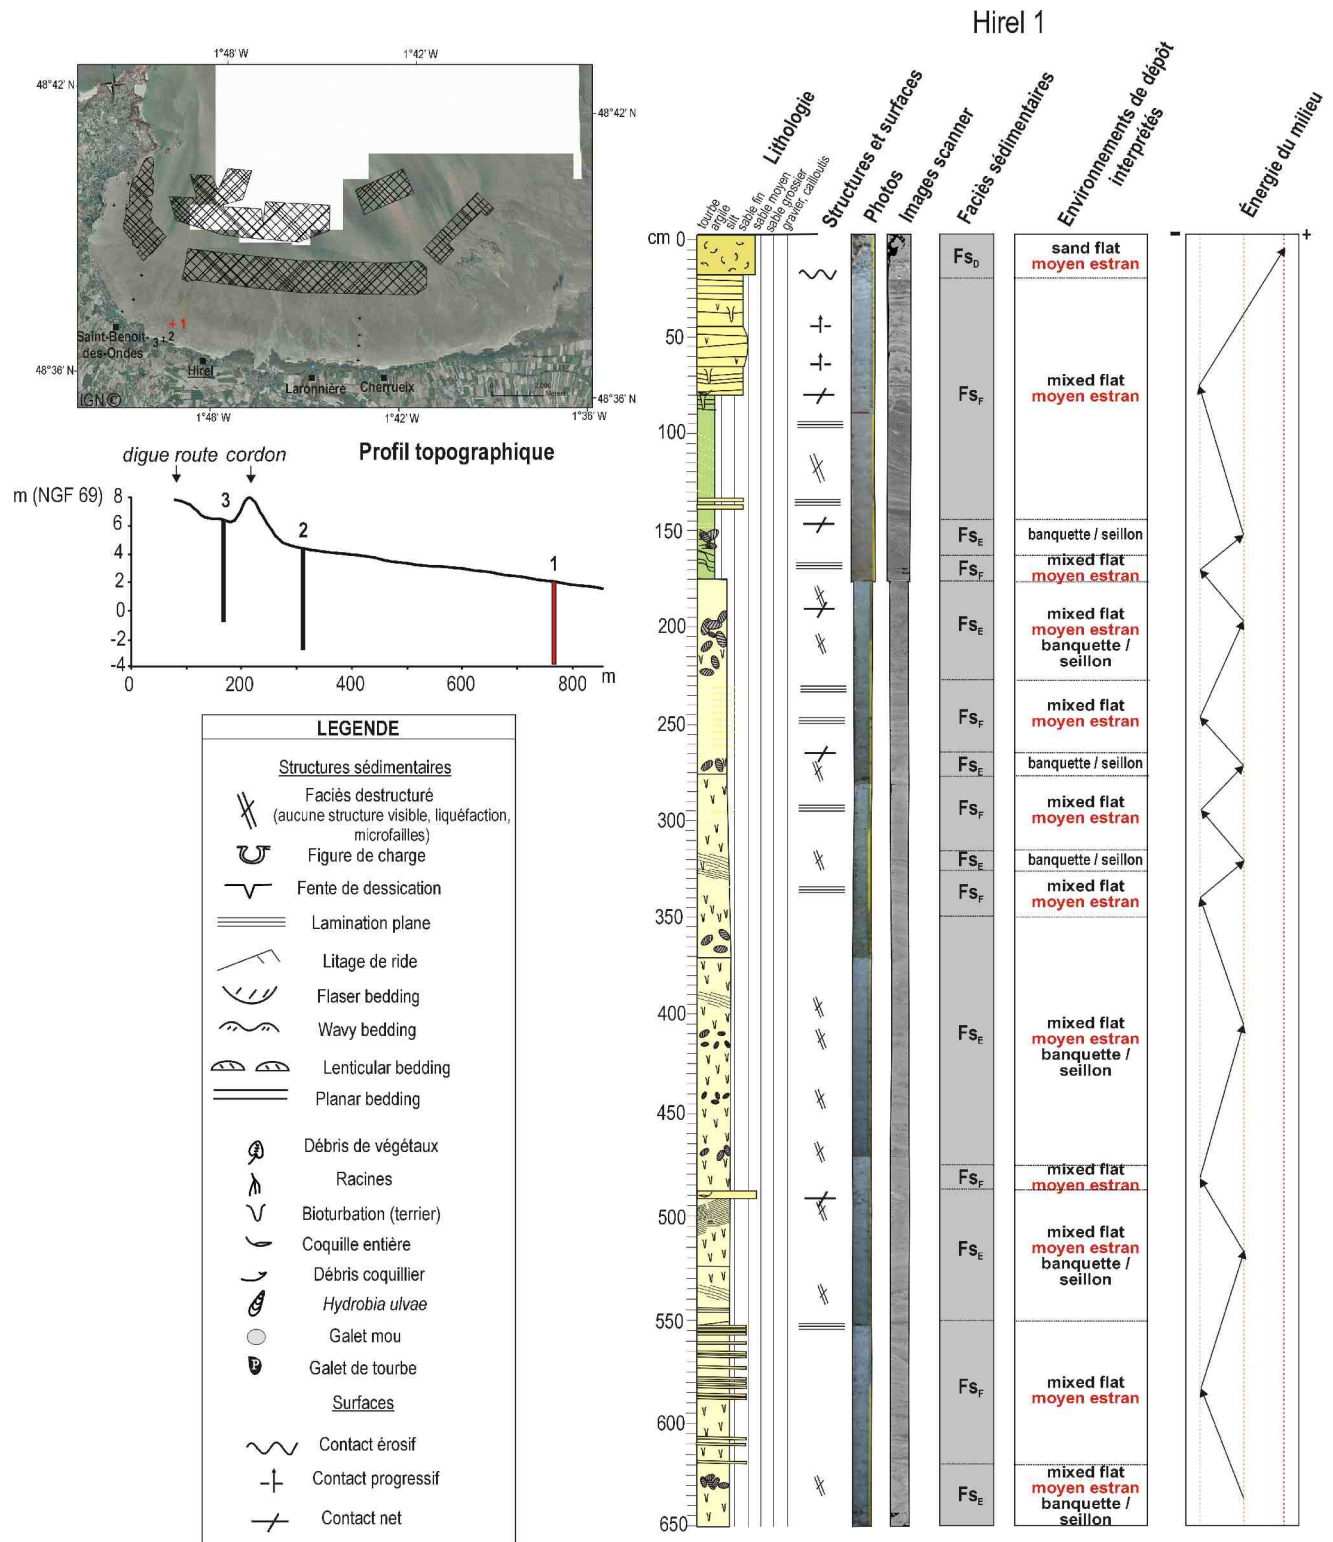 Hirel 1
1°48' W
1°42' W
48°42' N
48°42' N
+ 1
Saint-Benoit-
des-Ondes
3+2
Hirel
Laronnière
Cherrueix
48°36' N
48°36' N
IGN ©
1°48' W
1°42' W
1°36' W
digue route cordon
Profil topographique
m (NGF 69)
8
6
4
2
0
-2
-4
3
2
1
0
200
400
600
800
m
LEGENDE
Structures sédimentaires
Faciès destructuré
(aucune structure visible, liquéfaction,
microfailles)
Figure de charge
Fente de dessication
Lamination plane
Litage de ride
Flaser bedding
Wavy bedding
Lenticular bedding
Planar bedding
Débris de végétaux
Racines
Bioturbation (terrier)
Coquille entière
Débris coquillier
Hydrobia ulvae
Galet mou
P
Galet de tourbe
Surfaces
Contact érosif
Contact progressif
Contact net
Lithologie
tourbe
argile
silt
sable fin
sable moyen
sable grossier
gravier, cailloutis
Structures et surfaces
Photos
Images scanner
Faciès sédimentaires
Environnements de dépôt
interprétés
Énergie du milieu
- +
cm 0
50
100
150
200
250
300
350
400
450
500
550
600
650
FsD
FsF
FsE
FsF
FsE
FsF
FsE
FsF
FsE
FsF
FsE
FsF
FsE
FsF
FsE
sand flat
moyen estran
mixed flat
moyen estran
banquette / seillon
mixed flat
moyen estran
mixed flat
moyen estran
banquette /
seillon
mixed flat
moyen estran
banquette / seillon
mixed flat
moyen estran
banquette / seillon
mixed flat
moyen estran
mixed flat
moyen estran
banquette /
seillon
mixed flat
moyen estran
mixed flat
moyen estran
banquette /
seillon
mixed flat
moyen estran
mixed flat
moyen estran
banquette /
seillon